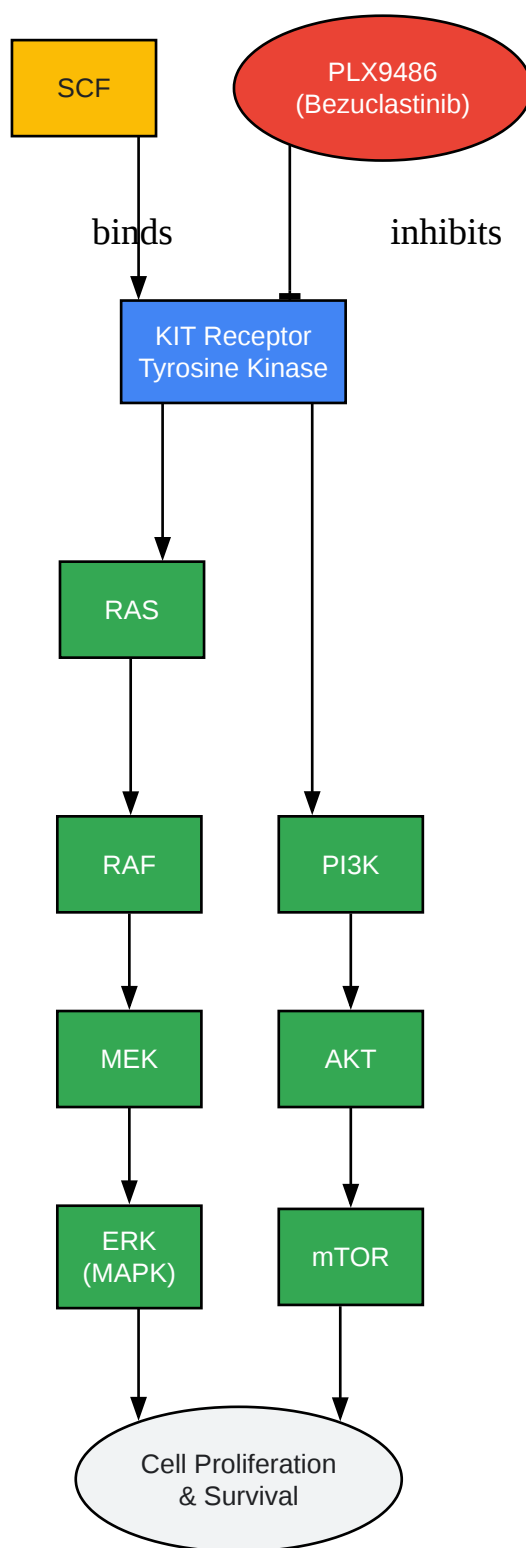 SCF
PLX9486
(Bezuclastinib)
binds
inhibits
KIT Receptor
Tyrosine Kinase
RAS
RAF
PI3K
MEK
AKT
ERK
(MAPK)
mTOR
Cell Proliferation
& Survival